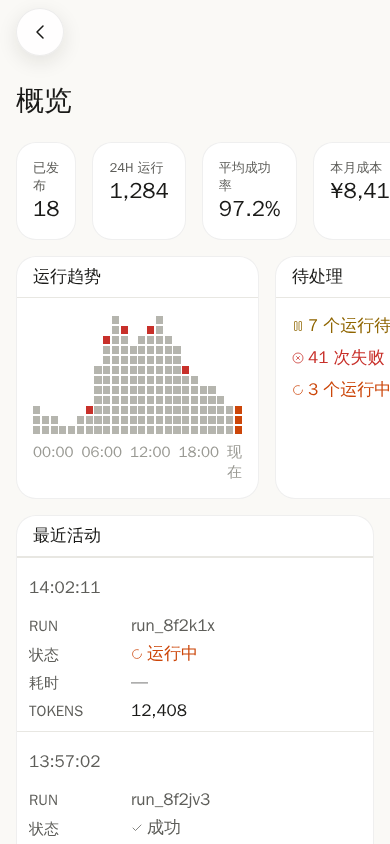 概览
已发
布
18
24H 运行
1,284
平均成功
率
97.2%
本月成本
¥8,41
运行趋势
00:00 06:00 12:00 18:00 现
在
待处理
7 个运行待
41 次失败
3 个运行中
最近活动
14:02:11
RUN run_8f2k1x
状态 运行中
耗时 —
TOKENS 12,408
13:57:02
RUN run_8f2jv3
状态 成功